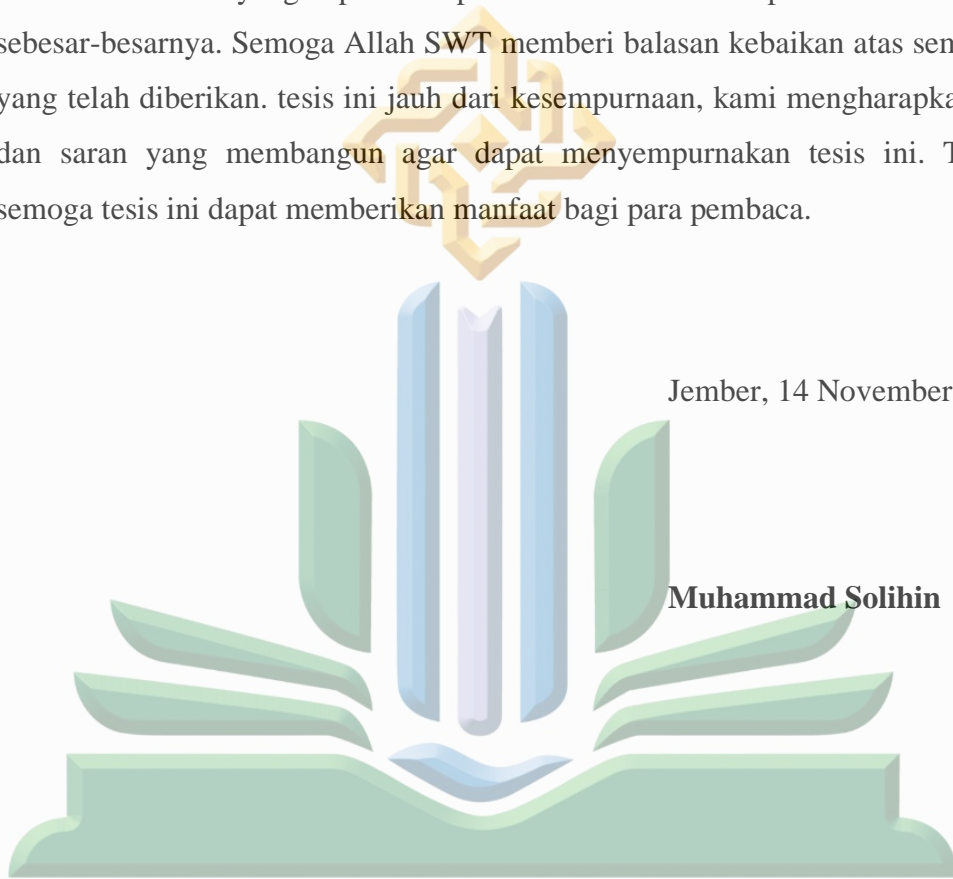 sebesar-besarnya. Semoga Allah SWT memberi balasan kebaikan atas
yang telah diberikan. tesis ini jauh dari kesempurnaan, kami
dan saran yang membangun agar dapat menyempurnakan tesis ini.
semoga tesis ini dapat memberikan manfaat bagi para pembaca.
Jember, 14 November
Muhammad Solihin